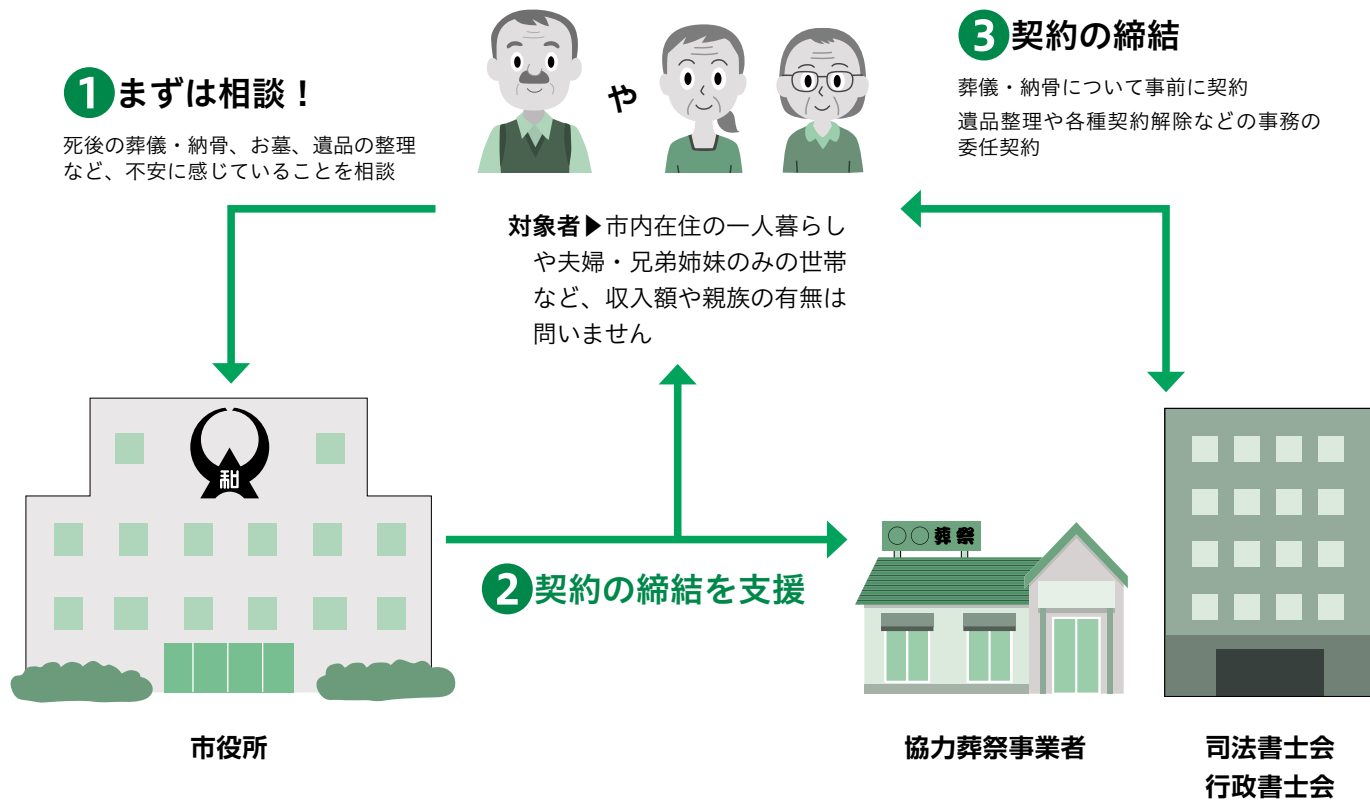 ❶まずは相談！
死後の葬儀・納骨、お墓、遺品の整理
など、不安に感じていることを相談
や
❸契約の締結
葬儀・納骨について事前に契約
遺品整理や各種契約解除などの事務の
委任契約
対象者▶市内在住の一人暮らし
や夫婦・兄弟姉妹のみの世帯
など、収入額や親族の有無は
問いません
和
❷契約の締結を支援
○○葬祭
市役所
協力葬祭事業者
司法書士会
行政書士会